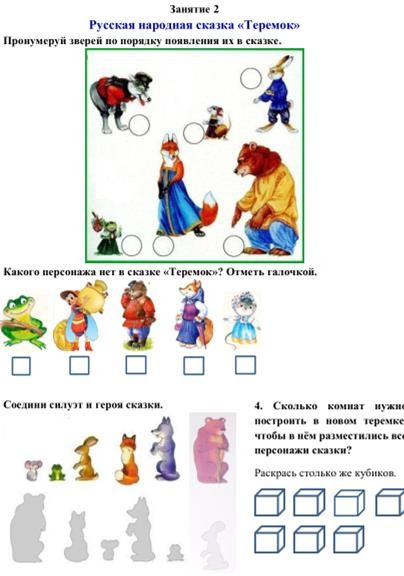 Занятие 2
Русская народная сказка «Теремок»
Пронумеруй зверей по порядку появления их в сказке.
Какого персонажа нет в сказке «Теремок»? Отметь галочкой.
Соедини силуэт и героя сказки.
4. Сколько комнат нужно
построить в новом теремке,
чтобы в нём разместились все
персонажи сказки?
Раскрась столько же кубиков.